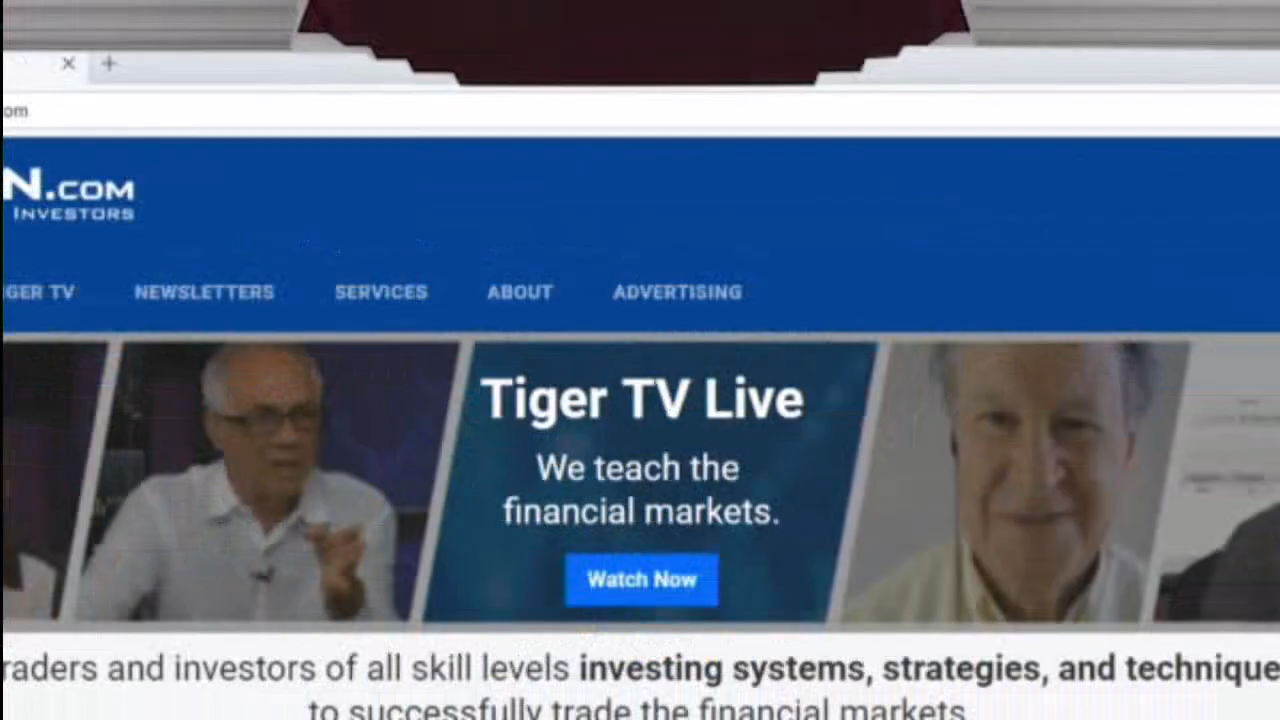 om
N.COM
INVESTORS
IGER TV NEWSLETTERS SERVICES ABOUT ADVERTISING
Tiger TV Live
We teach the
financial markets.
Watch Now
raders and investors of all skill levels investing systems, strategies, and technique
to successfully trade the financial markets